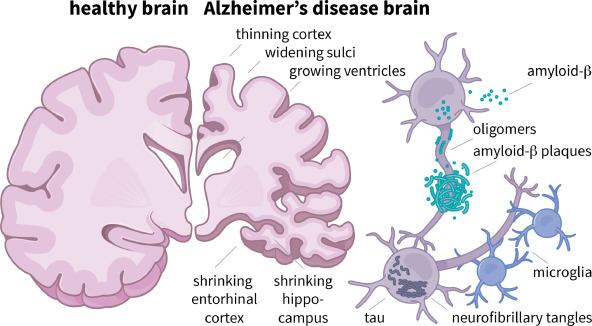 healthy brain
Alzheimer's disease brain
thinning cortex
widening sulci
growing ventricles
amyloid-β
oligomers
amyloid-β plaques
microglia
shrinking
entorhinal
cortex
shrinking
hippo-
campus
tau
neurofibrillary tangles